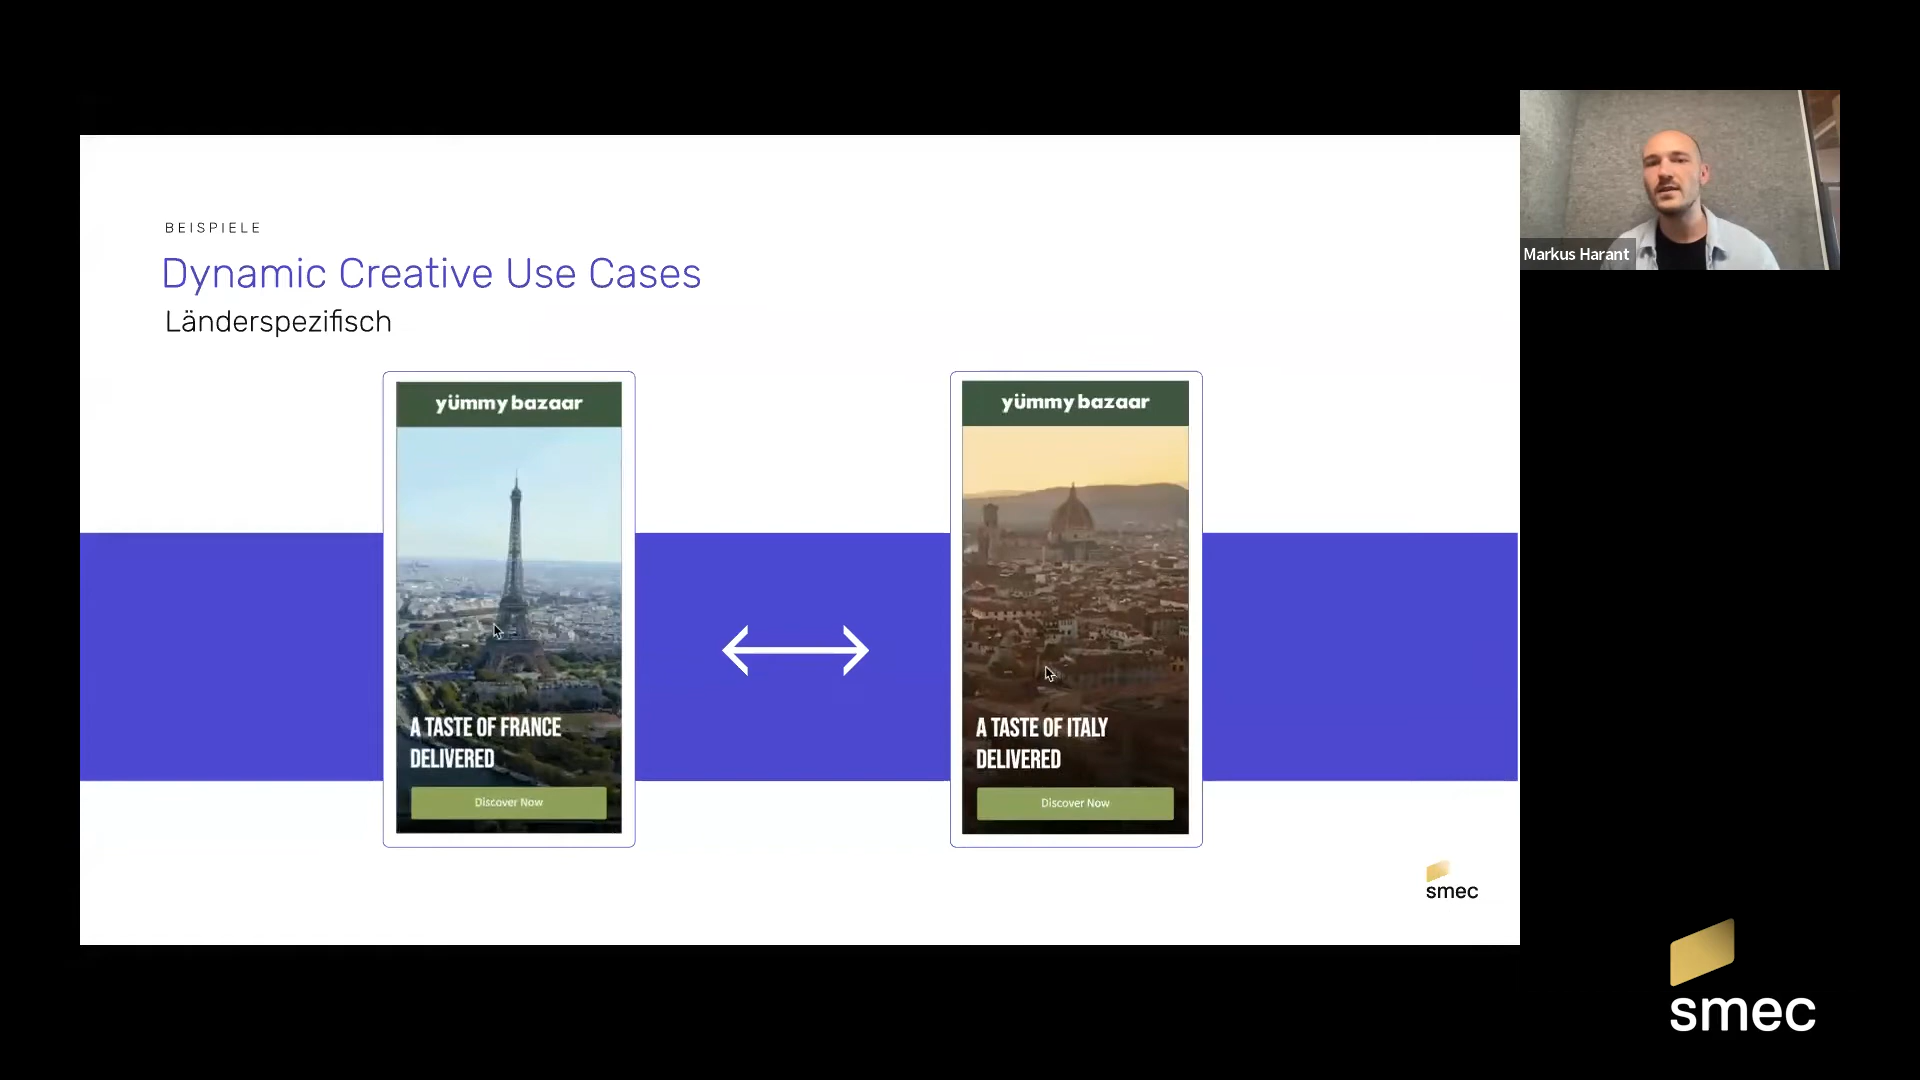 BEISPIELE
Dynamic Creative Use Cases
Länderspezifisch
yümmy bazaar
A TASTE OF FRANCE
DELIVERED
Discover Now
yümmy bazaar
A TASTE OF ITALY
DELIVERED
Discover Now
smec
Markus Harant
smec